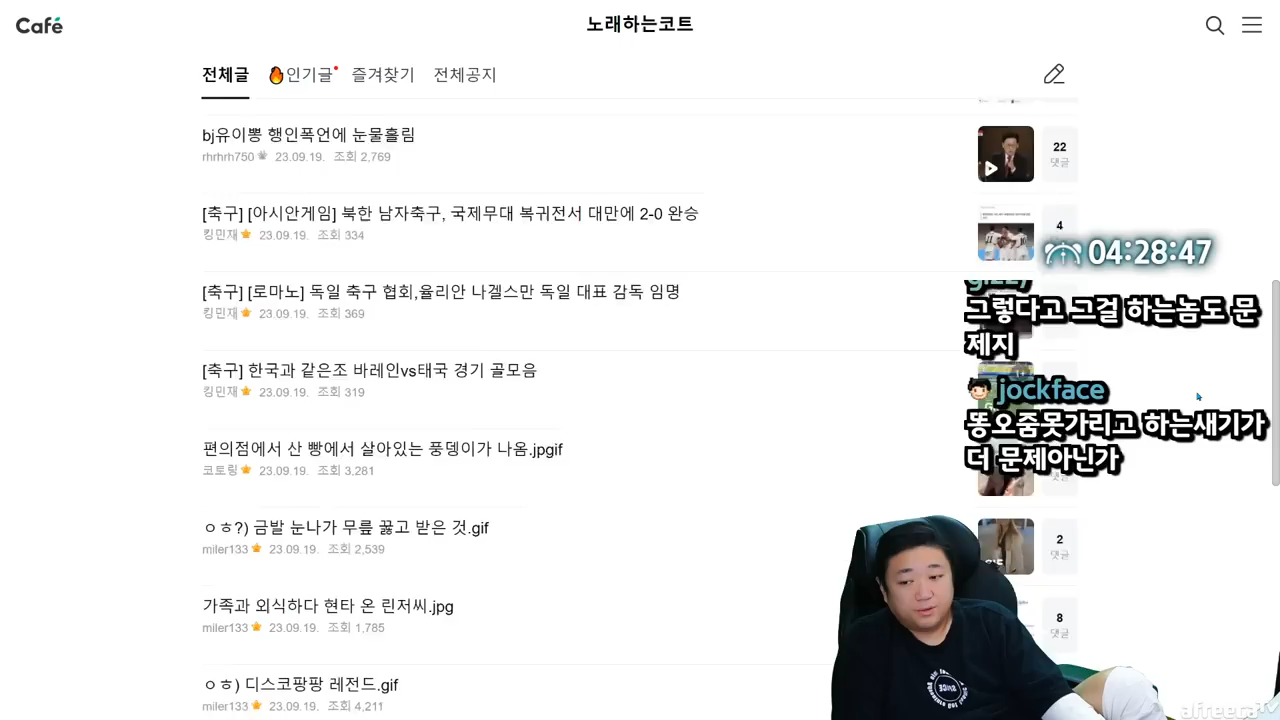 Café
노래하는코트
전체글 🔥인기글 즐겨찾기 전체공지
bj유이뽕 행인폭언에 눈물흘림
rhrhrh750 23.09.19. 조회 2,769
22
댓글
[축구] [아시안게임] 북한 남자축구, 국제무대 복귀전서 대만에 2-0 완승
킹민재 23.09.19. 조회 334
4
04:28:47
[축구] [로마노] 독일 축구 협회,율리안 나겔스만 독일 대표 감독 임명
킹민재 23.09.19. 조회 369
그렇다고 그걸 하는놈도 문
제지
[축구] 한국과 같은조 바레인vs태국 경기 골모음
킹민재 23.09.19. 조회 319
jockface
똥오줌못가리고 하는새기가
더 문제아닌가
편의점에서 산 빵에서 살아있는 풍뎅이가 나옴.jpgif
코토링 23.09.19. 조회 3,281
댓글
ㅇㅎ?) 금발 눈나가 무릎 꿇고 받은 것.gif
miler133 23.09.19. 조회 2,539
2
댓글
가족과 외식하다 현타 온 린저씨.jpg
miler133 23.09.19. 조회 1,785
8
댓글
ㅇㅎ) 디스코팡팡 레전드.gif
miler133 23.09.19. 조회 4,211
afreecaTV